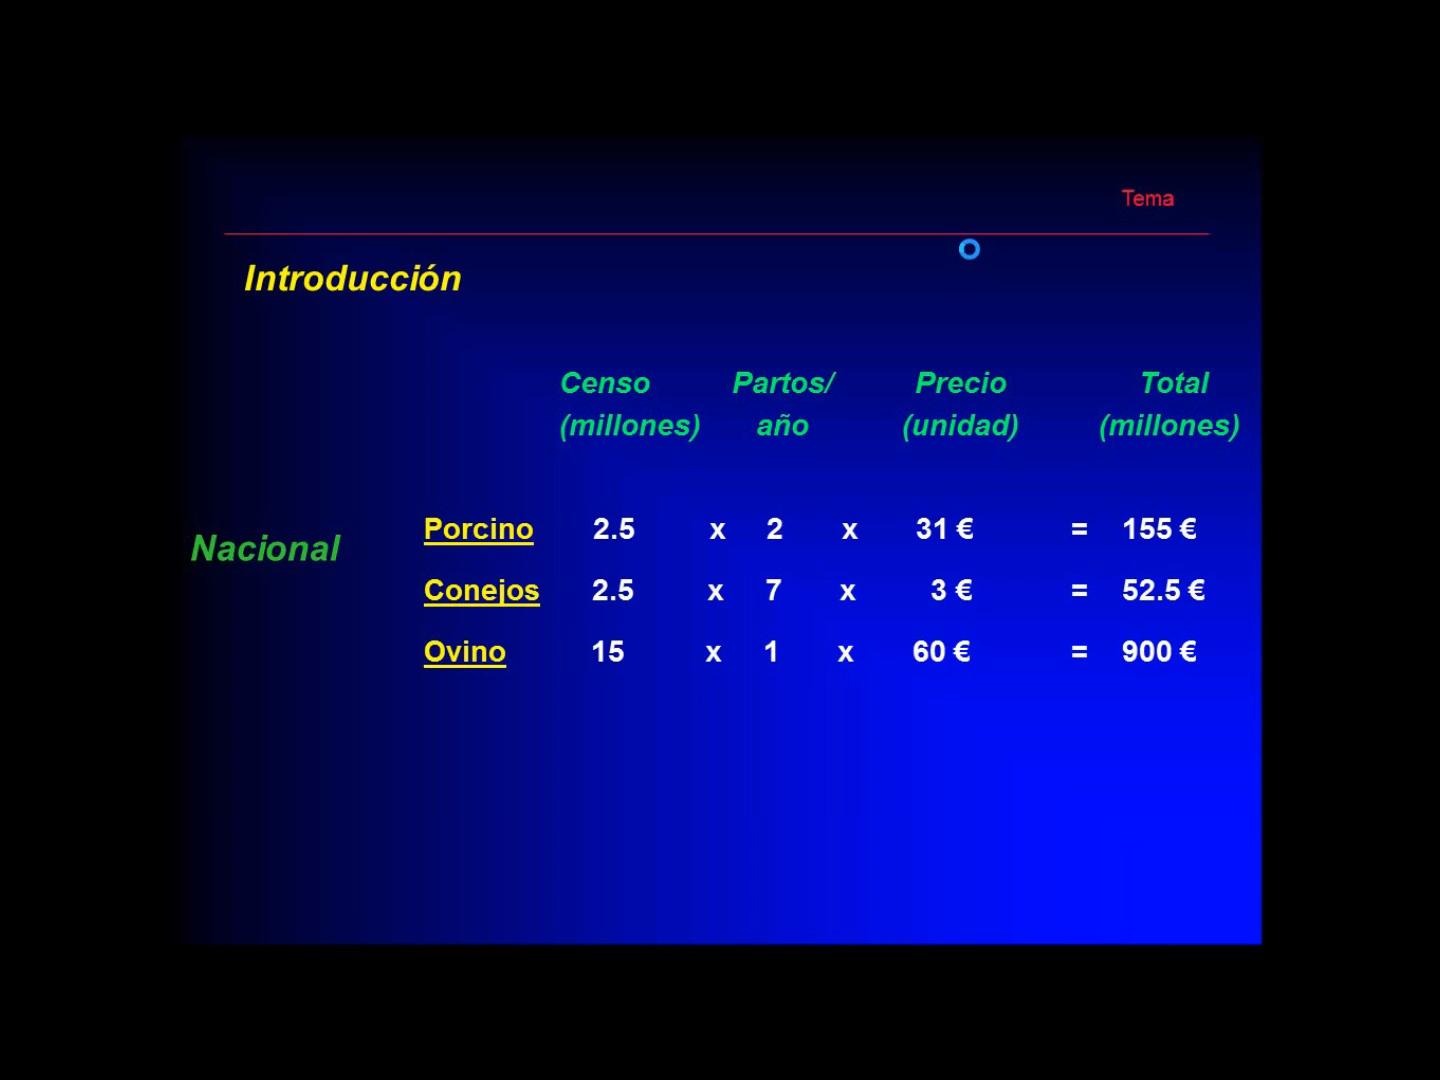 Tema
Introducción
Censo Partos/ Precio Total
(millones) año (unidad) (millones)
Nacional
Porcino 2.5 x 2 x 31 € = 155 €
Conejos 2.5 x 7 x 3 € = 52.5 €
Ovino 15 x 1 x 60 € = 900 €